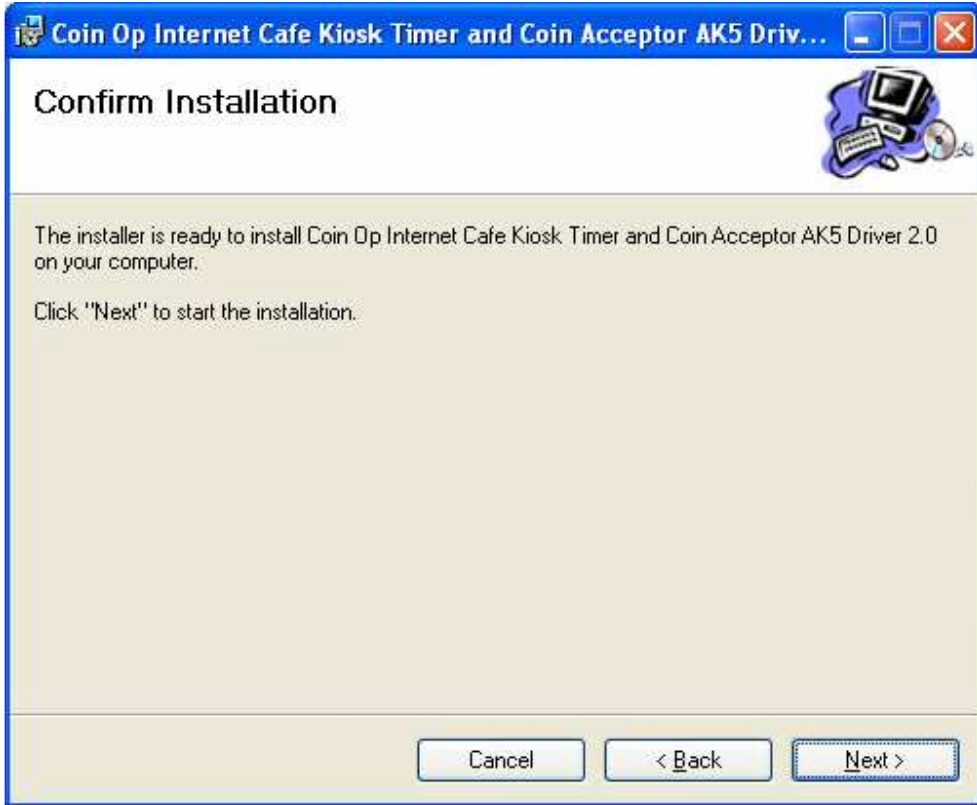 Coin Op Internet Cafe Kiosk Timer and Coin Acceptor AK5 Driv...
Confirm Installation
The installer is ready to install Coin Op Internet Cafe Kiosk Timer and Coin Acceptor AK5 Driver 2.0
on your computer.
Click "Next" to start the installation.
Cancel
< Back
Next >